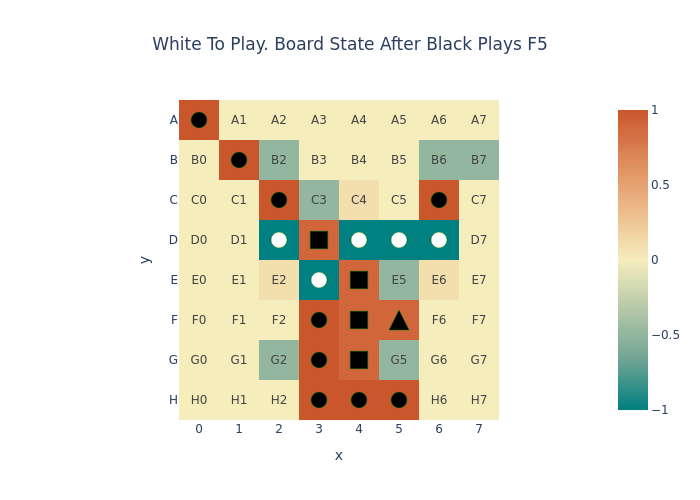 White To Play. Board State After Black Plays F5
A A1 A2 A3 A4 A5 A6 A7
B B0 B2 B3 B4 B5 B6 B7
C C0 C1 C3 C4 C5 C7
D D0 D1 D7
E E0 E1 E2 E5 E6 E7
F F0 F1 F2 F6 F7
G G0 G1 G2 G5 G6 G7
H H0 H1 H2 H6 H7
0 1 2 3 4 5 6 7
x
y
1
0.5
0
−0.5
−1